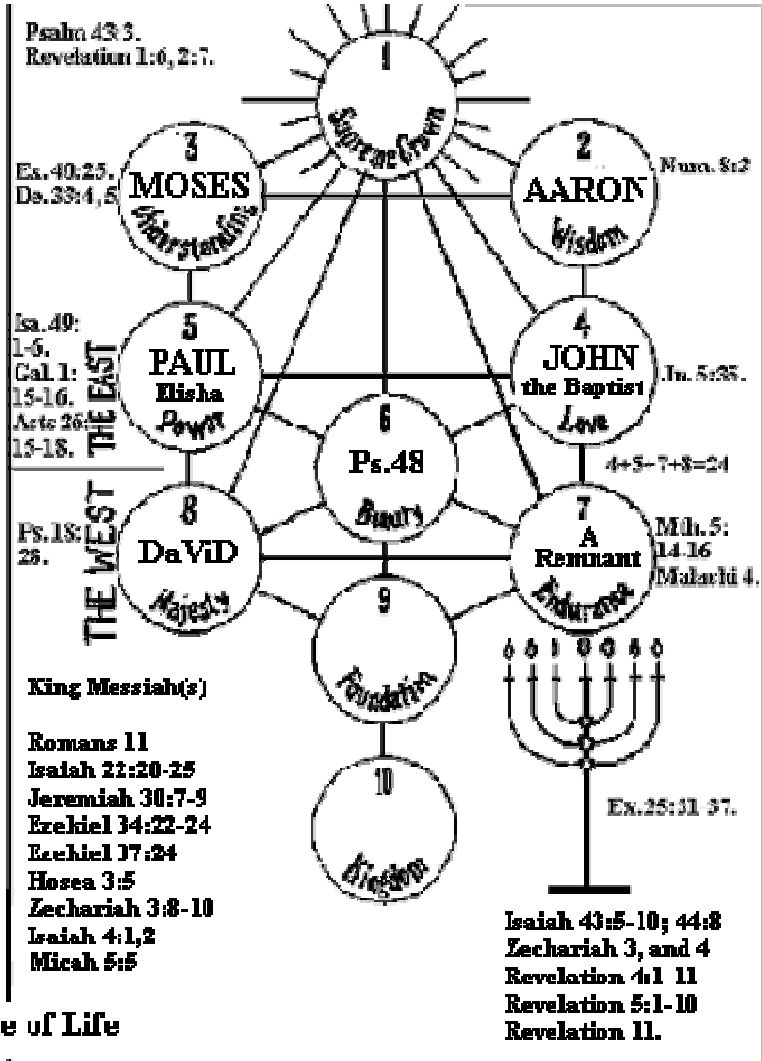 Psalm 43:3.
Revelation 1:6, 2:7.
1
Supreme Crown
3
MOSES
Understanding
2
AARON
Wisdom
Ex. 40:25.
De. 33:4, 5
Num. 8:2
5
PAUL
Elisha
Power
4
JOHN
the Baptist
Love
Isa. 49:
1-6.
Gal. 1:
15-16.
Acts 26:
15-18.
THE EAST
Jn. 5:35.
6
Ps.48
Beauty
4+5+7+8=24
8
DaViD
Majesty
7
A
Remnant
Endurance
THE WEST
Ps. 18:
28.
Mth. 5:
14-16
Malachi 4.
9
Foundation
10
Kingdom
King Messiah(s)
Romans 11
Isaiah 22:20-25
Jeremiah 30:7-9
Ezekiel 34:22-24
Ezekiel 37:24
Hosea 3:5
Zechariah 3:8-10
Isaiah 4:1,2
Micah 5:5
Ex. 25:31-37.
Isaiah 43:5-10; 44:8
Zechariah 3, and 4
Revelation 4:1-11
Revelation 5:1-10
Revelation 11.
e of Life